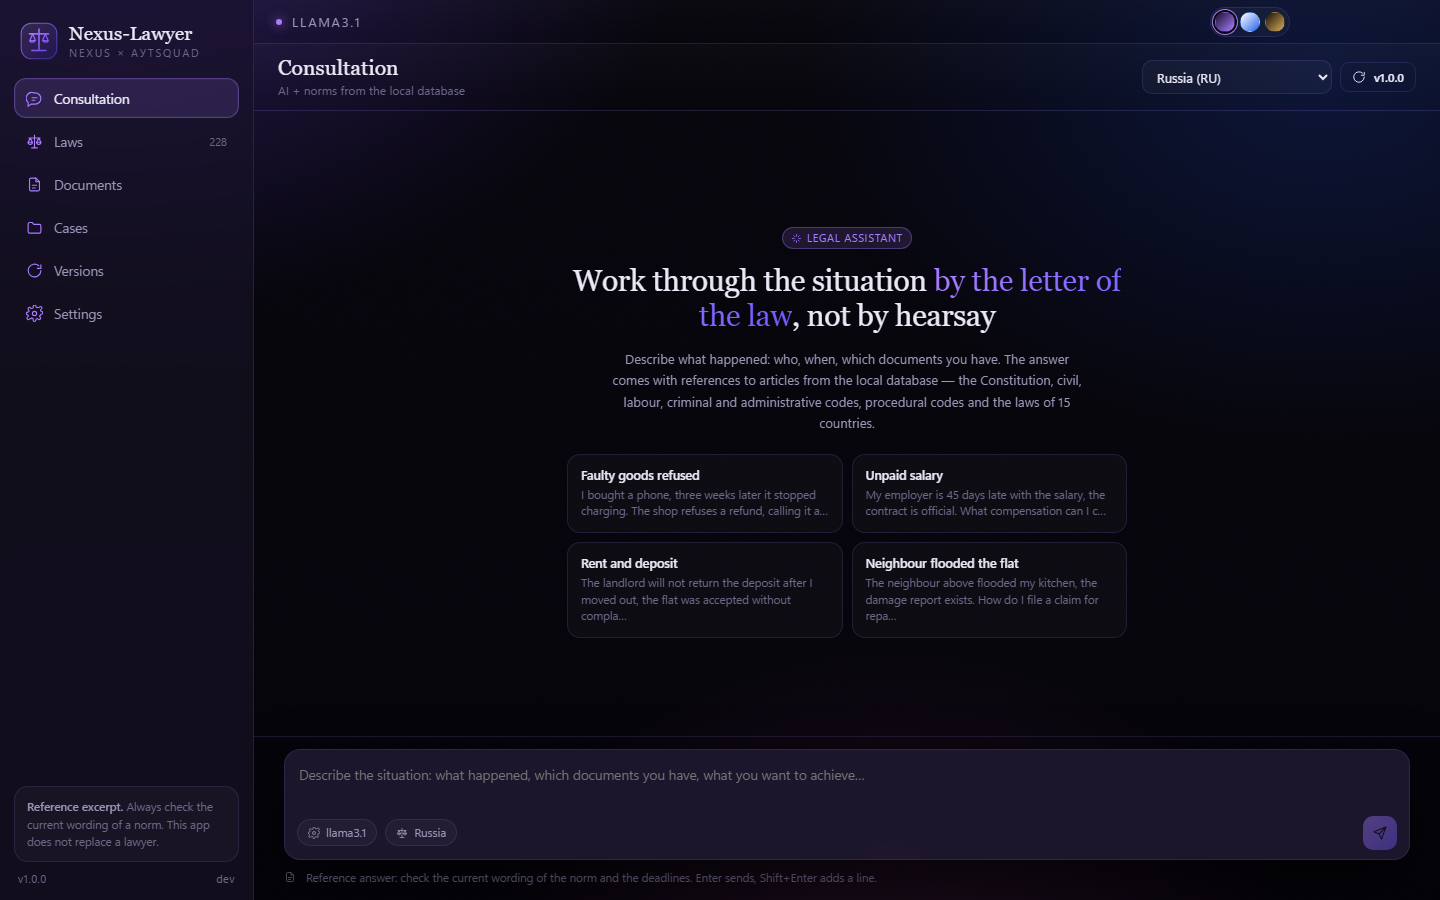 Nexus-Lawyer
NEXUS × АУТSQUAD
Consultation
Laws 228
Documents
Cases
Versions
Settings
Reference excerpt. Always check the
current wording of a norm. This app
does not replace a lawyer.
v1.0.0 dev
LLAMA3.1
Consultation
AI + norms from the local database
Russia (RU)
v1.0.0
LEGAL ASSISTANT
Work through the situation by the letter of
the law, not by hearsay
Describe what happened: who, when, which documents you have. The answer
comes with references to articles from the local database — the Constitution, civil,
labour, criminal and administrative codes, procedural codes and the laws of 15
countries.
Faulty goods refused
I bought a phone, three weeks later it stopped
charging. The shop refuses a refund, calling it a...
Unpaid salary
My employer is 45 days late with the salary, the
contract is official. What compensation can I c...
Rent and deposit
The landlord will not return the deposit after I
moved out, the flat was accepted without
compla...
Neighbour flooded the flat
The neighbour above flooded my kitchen, the
damage report exists. How do I file a claim for
repa...
Describe the situation: what happened, which documents you have, what you want to achieve...
llama3.1
Russia
Reference answer: check the current wording of the norm and the deadlines. Enter sends, Shift+Enter adds a line.